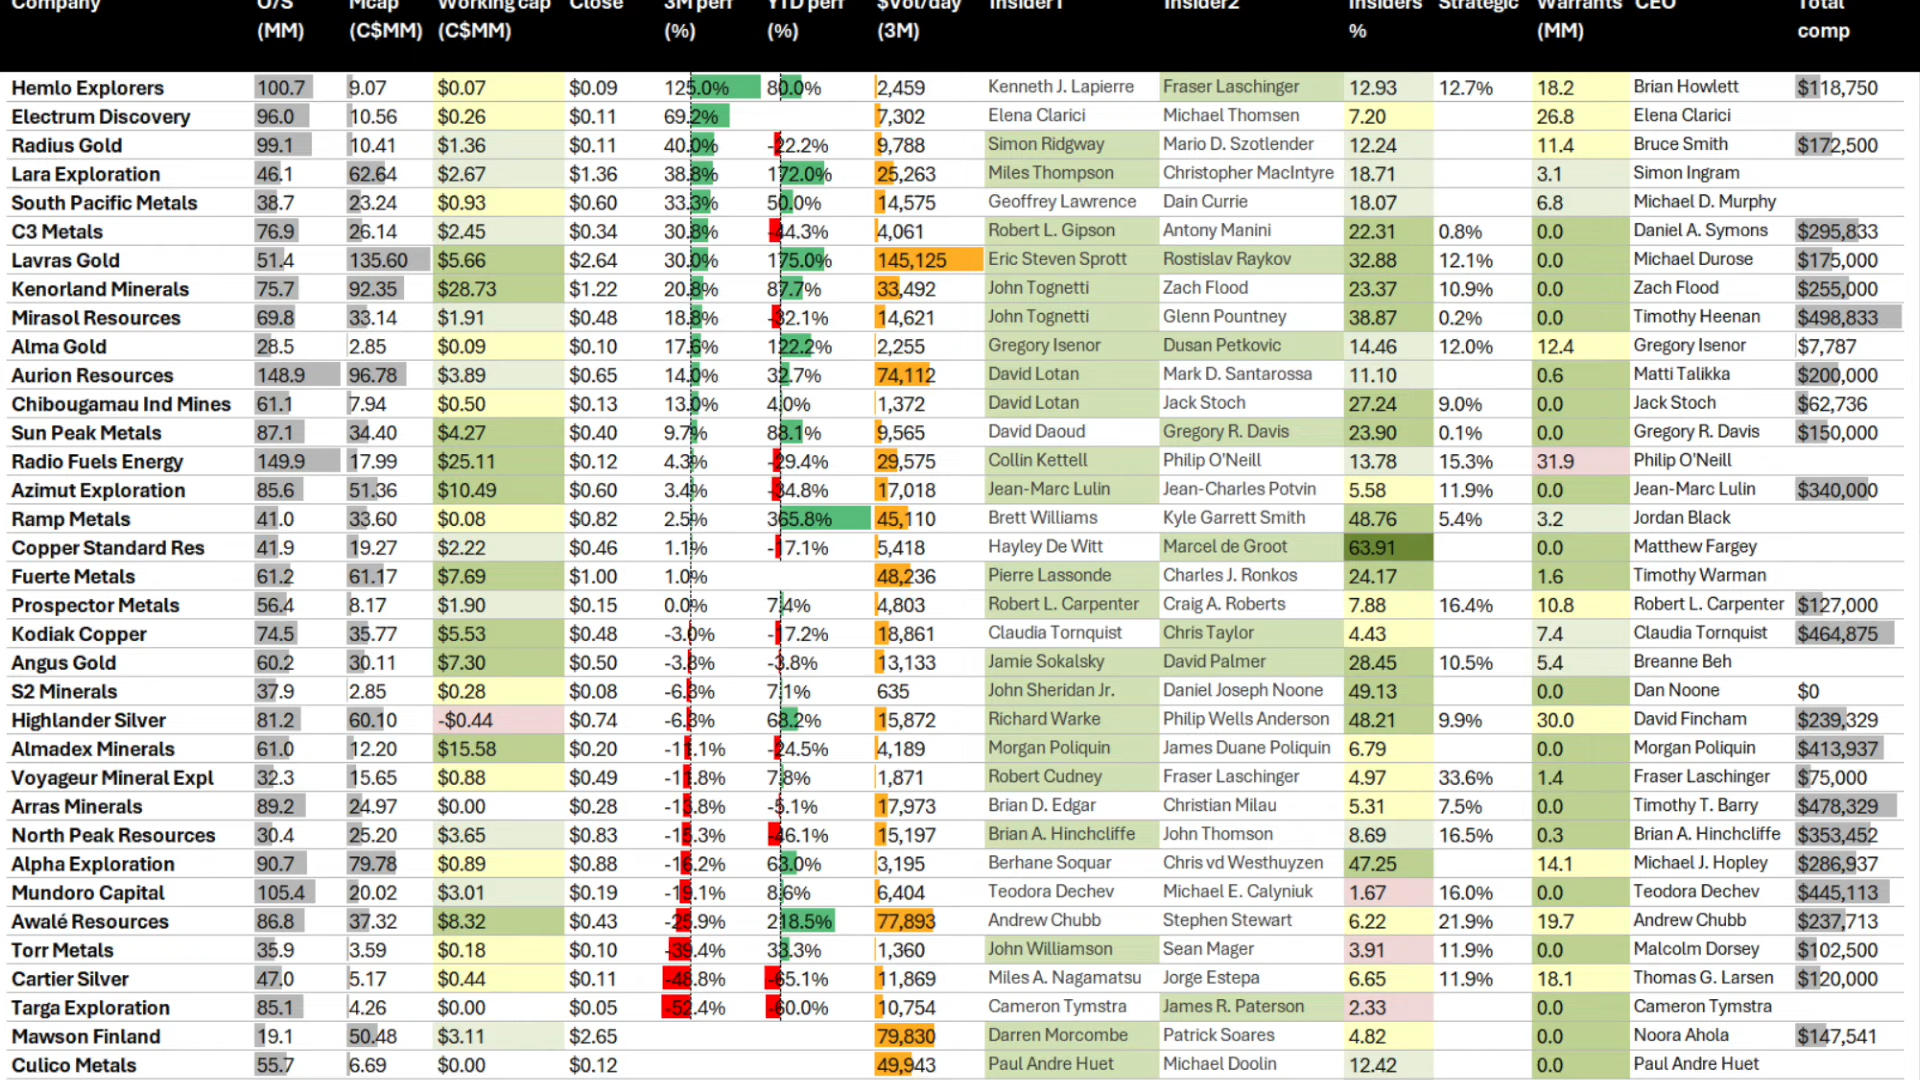 Company O/S Mcap Working cap Close 3M perf YTD perf $Vol/day Insider1 Insider2 Insiders Strategic Warrants CEO Total
(MM) (C$MM) (C$MM) (%) (%) (3M) % (MM) comp
Hemlo Explorers 100.7 9.07 $0.07 $0.09 125.0% 80.0% 2,459 Kenneth J. Lapierre Fraser Laschinger 12.93 12.7% 18.2 Brian Howlett $118,750
Electrum Discovery 96.0 10.56 $0.26 $0.11 69.2% 7,302 Elena Clarici Michael Thomsen 7.20 26.8 Elena Clarici
Radius Gold 99.1 10.41 $1.36 $0.11 40.0% -22.2% 9,788 Simon Ridgway Mario D. Szotlender 12.24 11.4 Bruce Smith $172,500
Lara Exploration 46.1 62.64 $2.67 $1.36 38.8% 172.0% 25,263 Miles Thompson Christopher MacIntyre 18.71 3.1 Simon Ingram
South Pacific Metals 38.7 23.24 $0.93 $0.60 33.3% 50.0% 14,575 Geoffrey Lawrence Dain Currie 18.07 6.8 Michael D. Murphy
C3 Metals 76.9 26.14 $2.45 $0.34 30.8% -44.3% 4,061 Robert L. Gipson Antony Manini 22.31 0.8% 0.0 Daniel A. Symons $295,833
Lavras Gold 51.4 135.60 $5.66 $2.64 30.0% 175.0% 145,125 Eric Steven Sprott Rostislav Raykov 32.88 12.1% 0.0 Michael Durose $175,000
Kenorland Minerals 75.7 92.35 $28.73 $1.22 20.8% 87.7% 33,492 John Tognetti Zach Flood 23.37 10.9% 0.0 Zach Flood $255,000
Mirasol Resources 69.8 33.14 $1.91 $0.48 18.8% -32.1% 14,621 John Tognetti Glenn Pountney 38.87 0.2% 0.0 Timothy Heenan $498,833
Alma Gold 28.5 2.85 $0.09 $0.10 17.6% 122.2% 2,255 Gregory Isenor Dusan Petkovic 14.46 12.0% 12.4 Gregory Isenor $7,787
Aurion Resources 148.9 96.78 $3.89 $0.65 14.0% 32.7% 74,112 David Lotan Mark D. Santarossa 11.10 0.6 Matti Talikka $200,000
Chibougamau Ind Mines 61.1 7.94 $0.50 $0.13 13.0% 4.0% 1,372 David Lotan Jack Stoch 27.24 9.0% 0.0 Jack Stoch $62,736
Sun Peak Metals 87.1 34.40 $4.27 $0.40 9.7% 88.1% 9,565 David Daoud Gregory R. Davis 23.90 0.1% 0.0 Gregory R. Davis $150,000
Radio Fuels Energy 149.9 17.99 $25.11 $0.12 4.3% -29.4% 29,575 Collin Kettell Philip O'Neill 13.78 15.3% 31.9 Philip O'Neill
Azimut Exploration 85.6 51.36 $10.49 $0.60 3.4% -34.8% 17,018 Jean-Marc Lulin Jean-Charles Potvin 5.58 11.9% 0.0 Jean-Marc Lulin $340,000
Ramp Metals 41.0 33.60 $0.08 $0.82 2.5% 365.8% 45,110 Brett Williams Kyle Garrett Smith 48.76 5.4% 3.2 Jordan Black
Copper Standard Res 41.9 19.27 $2.22 $0.46 1.1% -17.1% 5,418 Hayley De Witt Marcel de Groot 63.91 0.0 Matthew Fargey
Fuerte Metals 61.2 61.17 $7.69 $1.00 1.0% 48,236 Pierre Lassonde Charles J. Ronkos 24.17 1.6 Timothy Warman
Prospector Metals 56.4 8.17 $1.90 $0.15 0.0% 7.4% 4,803 Robert L. Carpenter Craig A. Roberts 7.88 16.4% 10.8 Robert L. Carpenter $127,000
Kodiak Copper 74.5 35.77 $5.53 $0.48 -3.0% -17.2% 18,861 Claudia Tornquist Chris Taylor 4.43 7.4 Claudia Tornquist $464,875
Angus Gold 60.2 30.11 $7.30 $0.50 -3.8% -3.8% 13,133 Jamie Sokalsky David Palmer 28.45 10.5% 5.4 Breanne Beh
S2 Minerals 37.9 2.85 $0.28 $0.08 -6.3% 7.1% 635 John Sheridan Jr. Daniel Joseph Noone 49.13 0.0 Dan Noone $0
Highlander Silver 81.2 60.10 -$0.44 $0.74 -6.3% 68.2% 15,872 Richard Warke Philip Wells Anderson 48.21 9.9% 30.0 David Fincham $239,329
Almadex Minerals 61.0 12.20 $15.58 $0.20 -11.1% -24.5% 4,189 Morgan Poliquin James Duane Poliquin 6.79 0.0 Morgan Poliquin $413,937
Voyageur Mineral Expl 32.3 15.65 $0.88 $0.49 -11.8% 7.8% 1,871 Robert Cudney Fraser Laschinger 4.97 33.6% 1.4 Fraser Laschinger $75,000
Arras Minerals 89.2 24.97 $0.00 $0.28 -13.8% -5.1% 17,973 Brian D. Edgar Christian Milau 5.31 7.5% 0.0 Timothy T. Barry $478,329
North Peak Resources 30.4 25.20 $3.65 $0.83 -15.3% -46.1% 15,197 Brian A. Hinchcliffe John Thomson 8.69 16.5% 0.3 Brian A. Hinchcliffe $353,452
Alpha Exploration 90.7 79.78 $0.89 $0.88 -16.2% 63.0% 3,195 Berhane Soquar Chris vd Westhuyzen 47.25 14.1 Michael J. Hopley $286,937
Mundoro Capital 105.4 20.02 $3.01 $0.19 -19.1% 8.6% 6,404 Teodora Dechev Michael E. Calyniuk 1.67 16.0% 0.0 Teodora Dechev $445,113
Awalé Resources 86.8 37.32 $8.32 $0.43 -25.9% 218.5% 77,893 Andrew Chubb Stephen Stewart 6.22 21.9% 19.7 Andrew Chubb $237,713
Torr Metals 35.9 3.59 $0.18 $0.10 -39.4% 33.3% 1,360 John Williamson Sean Mager 3.91 11.9% 0.0 Malcolm Dorsey $102,500
Cartier Silver 47.0 5.17 $0.44 $0.11 -48.8% -65.1% 11,869 Miles A. Nagamatsu Jorge Estepa 6.65 11.9% 18.1 Thomas G. Larsen $120,000
Targa Exploration 85.1 4.26 $0.00 $0.05 -52.4% -60.0% 10,754 Cameron Tymstra James R. Paterson 2.33 0.0 Cameron Tymstra
Mawson Finland 19.1 50.48 $3.11 $2.65 79,830 Darren Morcombe Patrick Soares 4.82 0.0 Noora Ahola $147,541
Culico Metals 55.7 6.69 $0.00 $0.12 49,943 Paul Andre Huet Michael Doolin 12.42 0.0 Paul Andre Huet